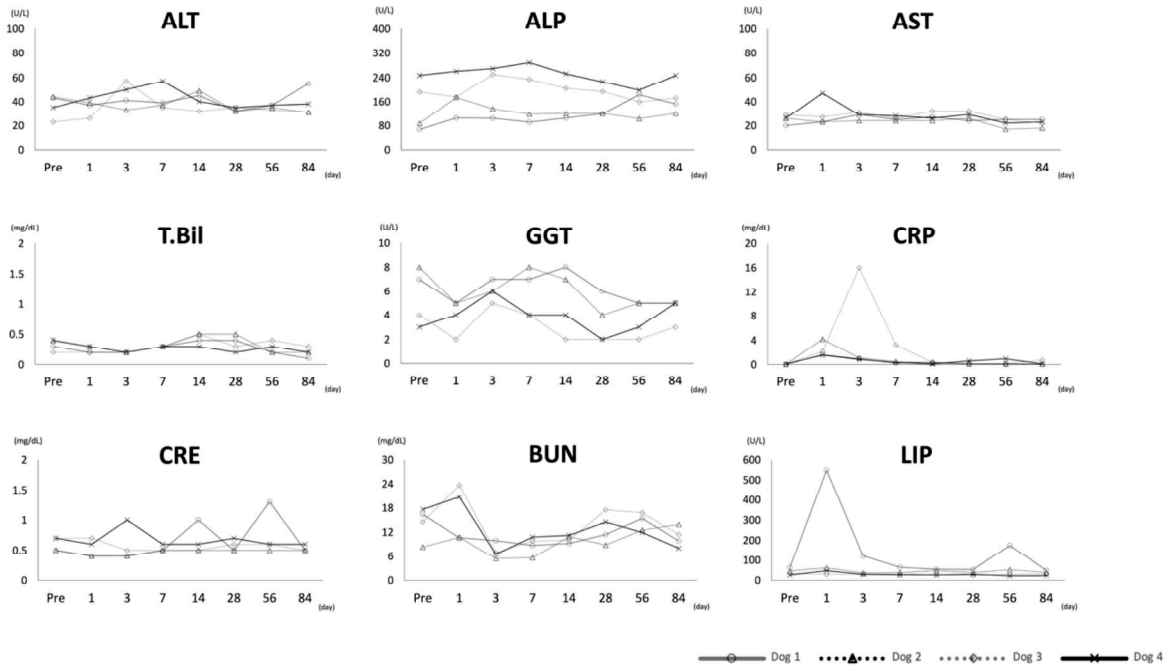 ALT
ALP
AST
(U/L)
100
80
60
40
20
0
Pre 1 3 7 14 28 56 84 (day)
(U/L)
400
320
240
160
80
0
Pre 1 3 7 14 28 56 84 (day)
(U/L)
100
80
60
40
20
0
Pre 1 3 7 14 28 56 84 (day)
T.Bil
GGT
CRP
(mg/dL)
2
1.5
1
0.5
0
Pre 1 3 7 14 28 56 84 (day)
(U/L)
10
8
6
4
2
0
Pre 1 3 7 14 28 56 84 (day)
(mg/dL)
20
16
12
8
4
0
Pre 1 3 7 14 28 56 84 (day)
CRE
BUN
LIP
(mg/dL)
2
1.5
1
0.5
0
Pre 1 3 7 14 28 56 84 (day)
(mg/dL)
30
24
18
12
6
0
Pre 1 3 7 14 28 56 84 (day)
(U/L)
600
500
400
300
200
100
0
Pre 1 3 7 14 28 56 84 (day)
Dog 1 Dog 2 Dog 3 Dog 4